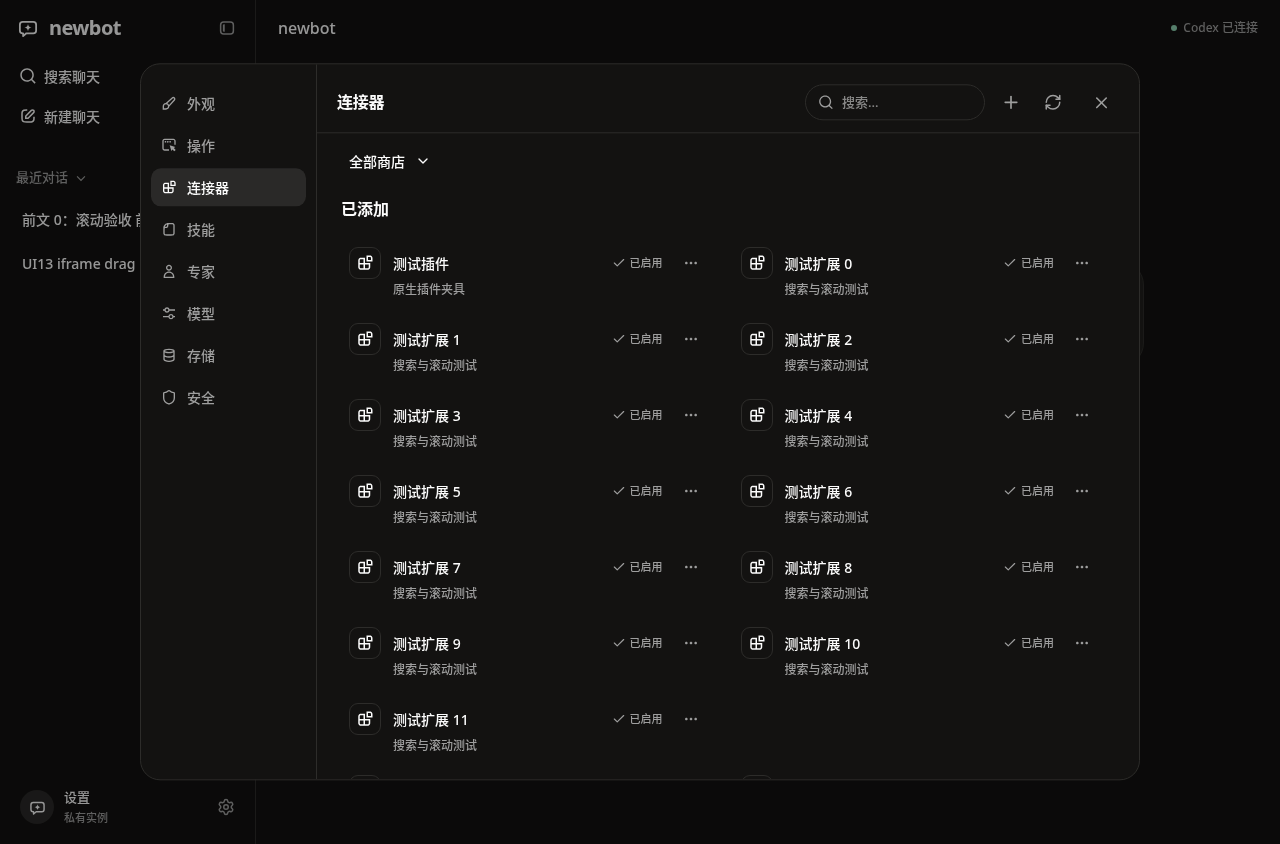 newbot
newbot
Codex 已连接
搜索聊天
新建聊天
最近对话
前文 0：滚动验收
UI13 iframe drag
设置
私有实例
外观
操作
连接器
技能
专家
模型
存储
安全
连接器
搜索...
全部商店
已添加
测试插件
已启用
原生插件夹具
测试扩展 0
已启用
搜索与滚动测试
测试扩展 1
已启用
搜索与滚动测试
测试扩展 2
已启用
搜索与滚动测试
测试扩展 3
已启用
搜索与滚动测试
测试扩展 4
已启用
搜索与滚动测试
测试扩展 5
已启用
搜索与滚动测试
测试扩展 6
已启用
搜索与滚动测试
测试扩展 7
已启用
搜索与滚动测试
测试扩展 8
已启用
搜索与滚动测试
测试扩展 9
已启用
搜索与滚动测试
测试扩展 10
已启用
搜索与滚动测试
测试扩展 11
已启用
搜索与滚动测试